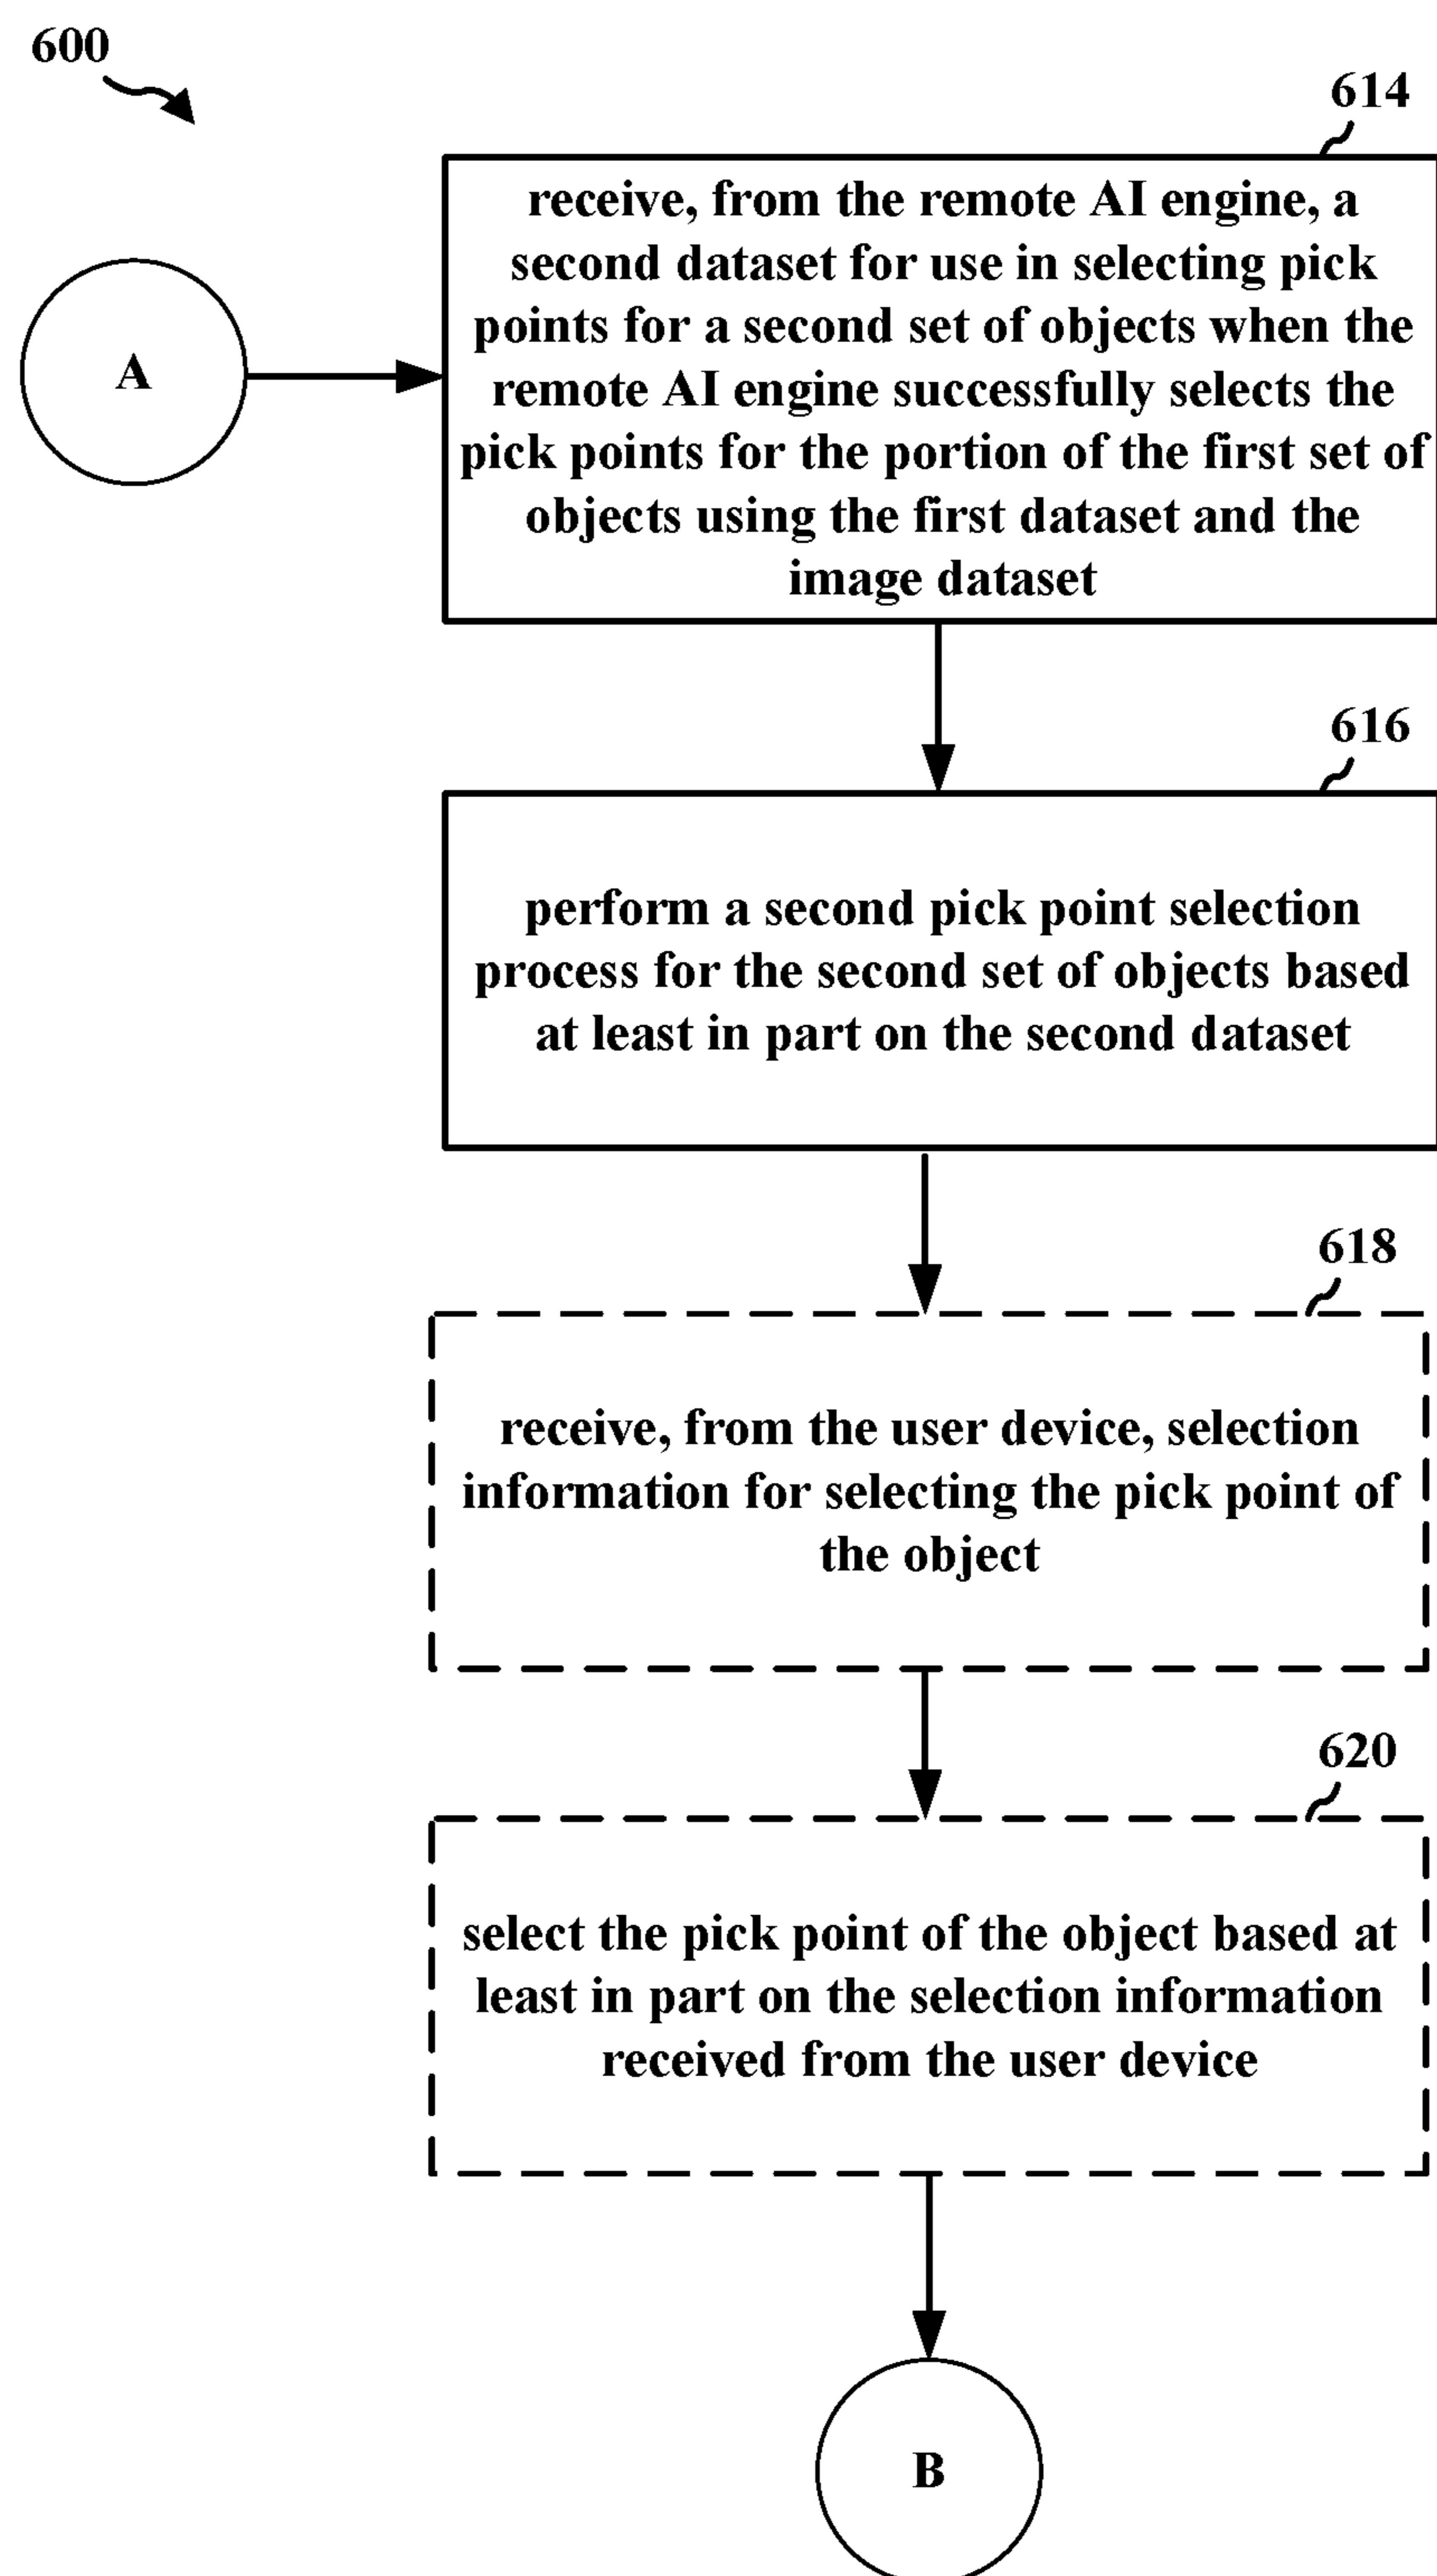 600
614
receive, from the remote AI engine, a
second dataset for use in selecting pick
points for a second set of objects when the
remote AI engine successfully selects the
pick points for the portion of the first set of
objects using the first dataset and the
image dataset
A
616
perform a second pick point selection
process for the second set of objects based
at least in part on the second dataset
618
receive, from the user device, selection
information for selecting the pick point of
the object
620
select the pick point of the object based at
least in part on the selection information
received from the user device
B